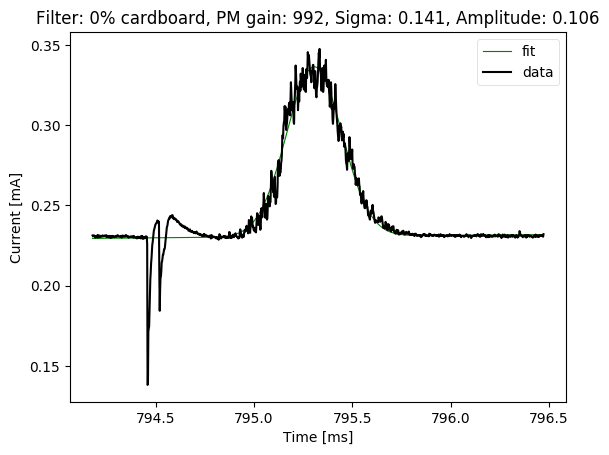 Filter: 0% cardboard, PM gain: 992, Sigma: 0.141, Amplitude: 0.106
0.35
fit
data
0.30
0.25
0.20
0.15
Current [mA]
794.5 795.0 795.5 796.0 796.5
Time [ms]